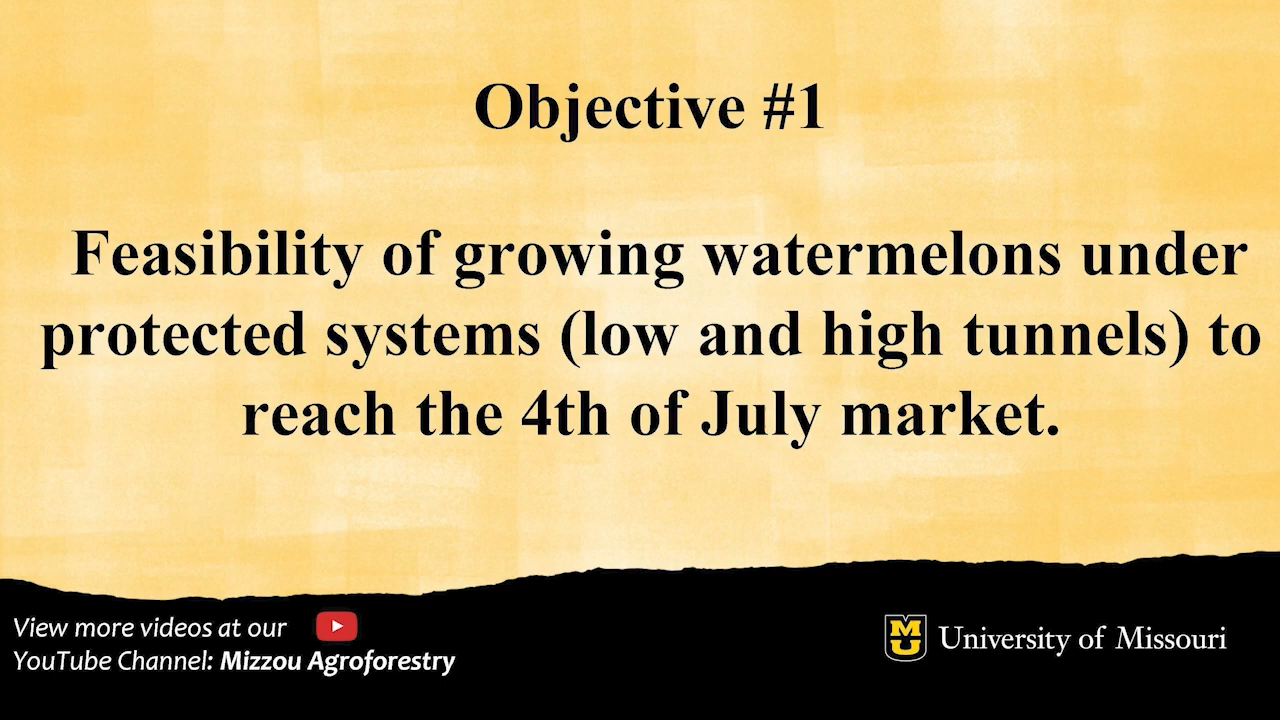 Objective #1
Feasibility of growing watermelons under
protected systems (low and high tunnels) to
reach the 4th of July market.
View more videos at our
YouTube Channel: Mizzou Agroforestry
MU University of Missouri